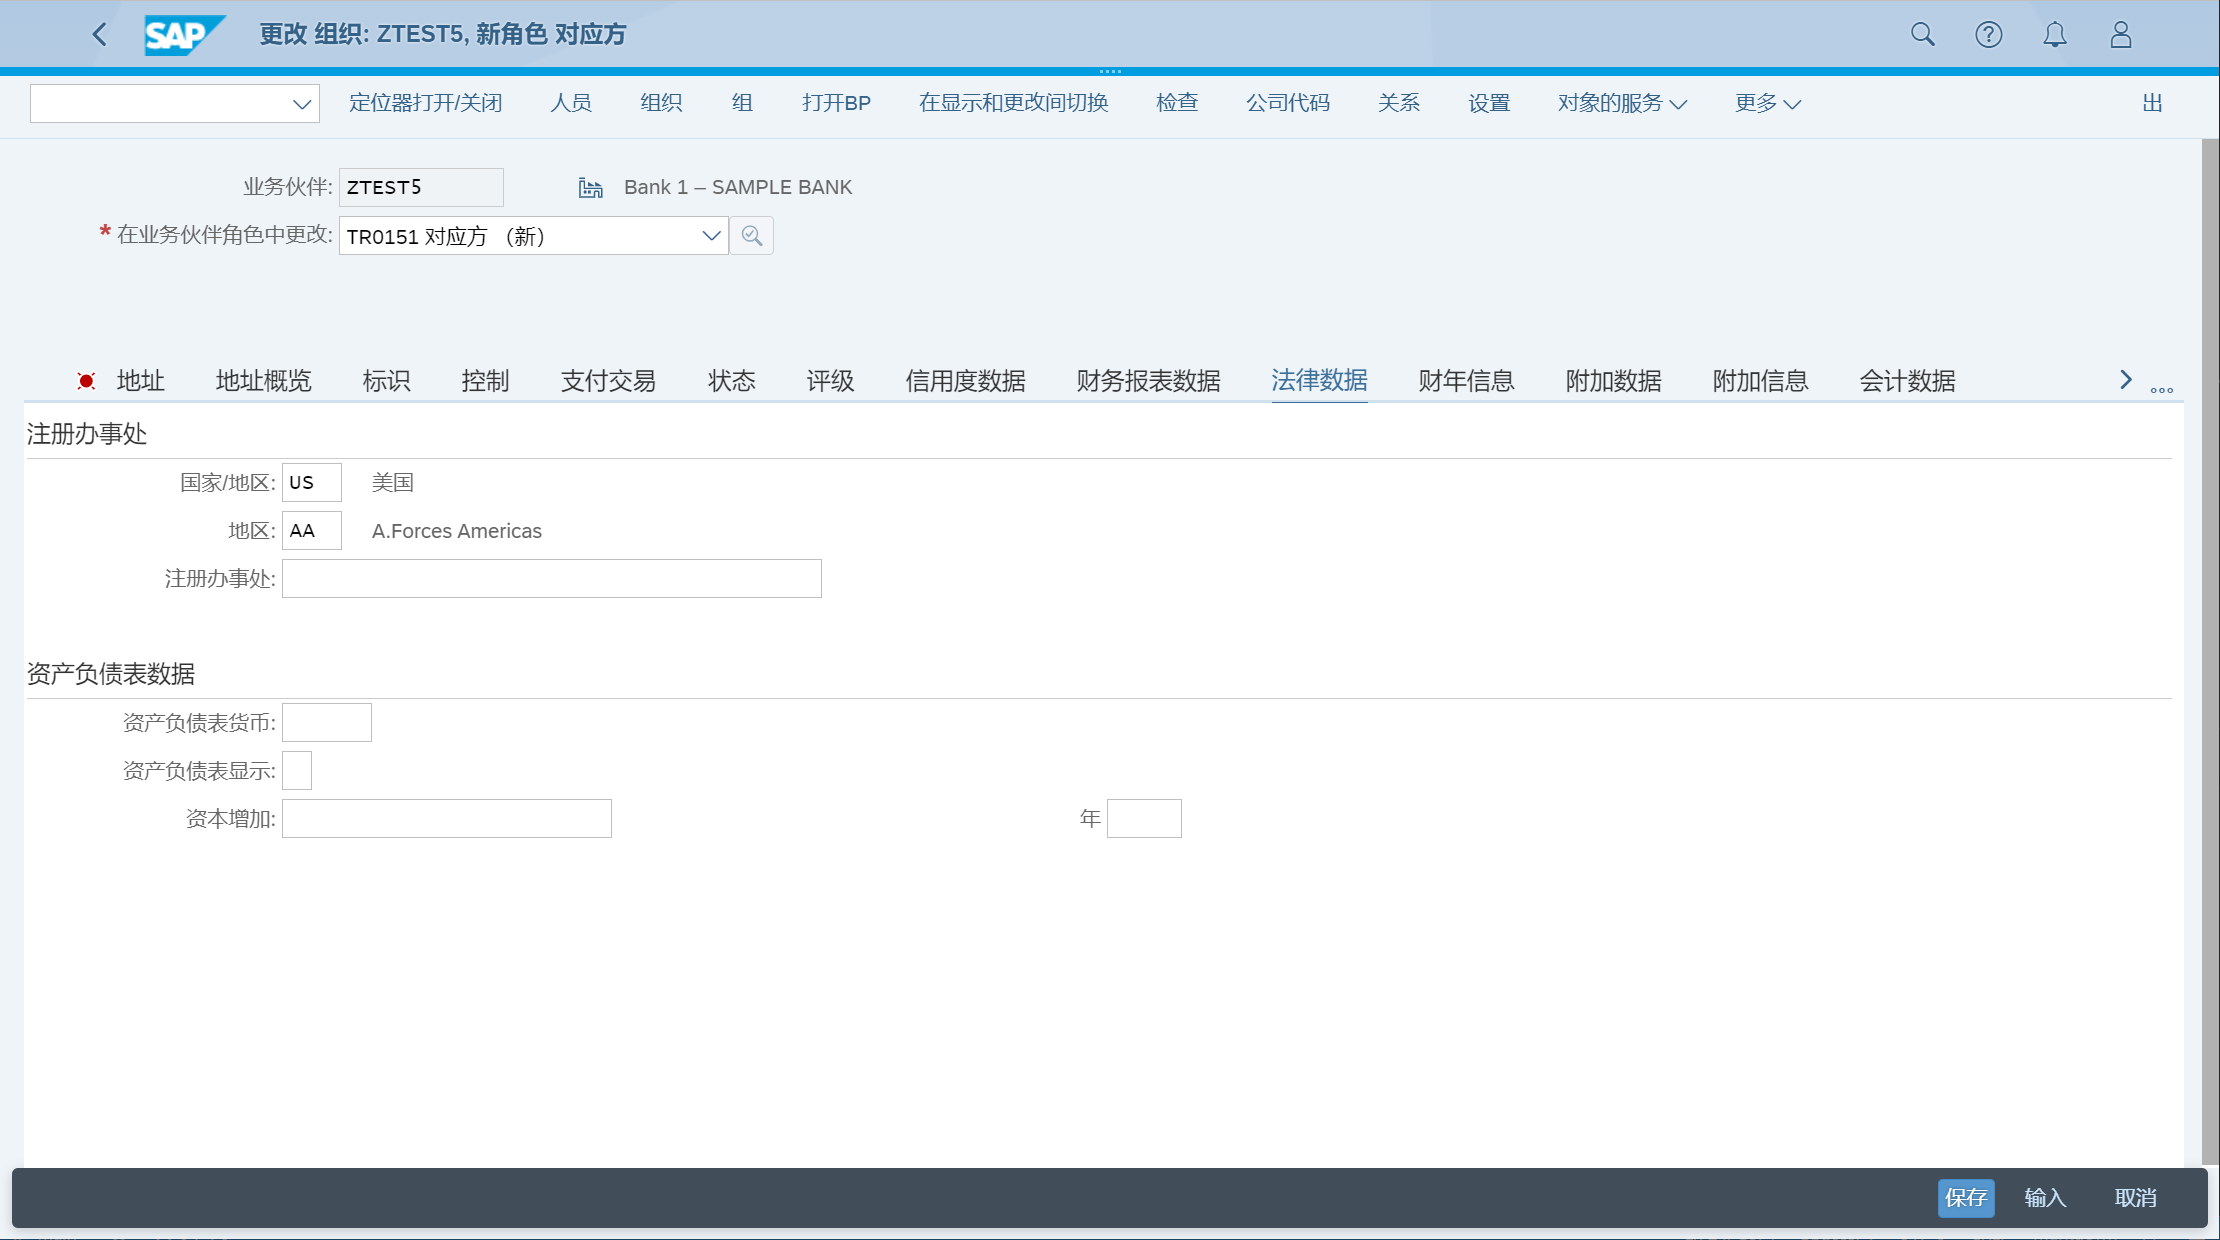 SAP 更改 组织: ZTEST5, 新角色 对应方
定位器打开/关闭 人员 组织 组 打开BP 在显示和更改间切换 检查 公司代码 关系 设置 对象的服务 更多 出
业务伙伴: ZTEST5 Bank 1 – SAMPLE BANK
* 在业务伙伴角色中更改: TR0151 对应方 （新）
地址 地址概览 标识 控制 支付交易 状态 评级 信用度数据 财务报表数据 法律数据 财年信息 附加数据 附加信息 会计数据
注册办事处
国家/地区: US 美国
地区: AA A.Forces Americas
注册办事处:
资产负债表数据
资产负债表货币:
资产负债表显示:
资本增加: 年
保存 输入 取消